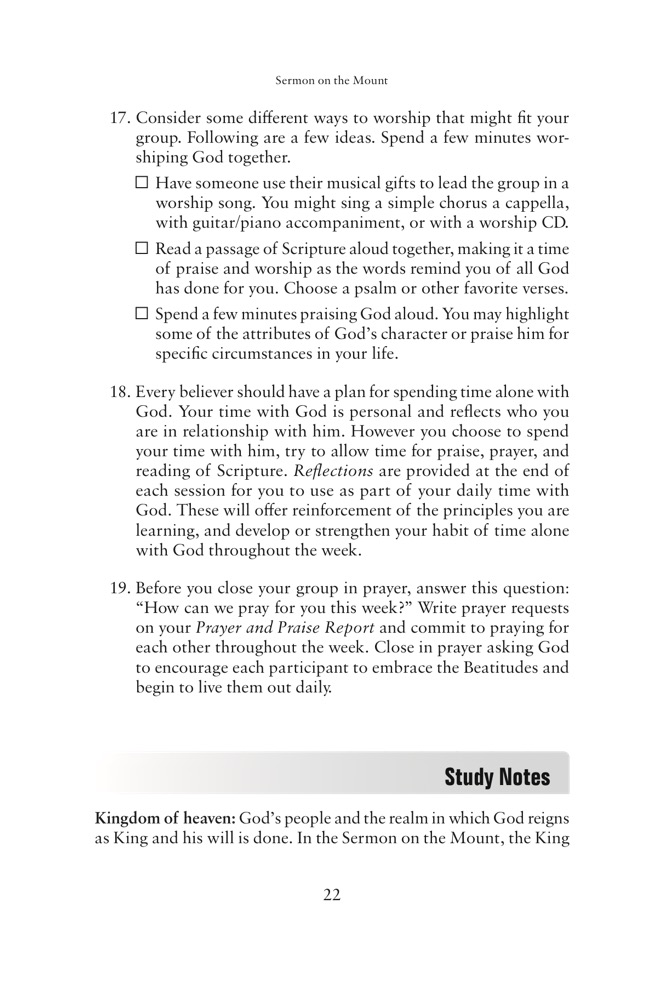 Sermon on the Mount
17. Consider some different ways to worship that might fit your
group. Following are a few ideas. Spend a few minutes wor-
shiping God together.
☐ Have someone use their musical gifts to lead the group in a
worship song. You might sing a simple chorus a cappella,
with guitar/piano accompaniment, or with a worship CD.
☐ Read a passage of Scripture aloud together, making it a time
of praise and worship as the words remind you of all God
has done for you. Choose a psalm or other favorite verses.
☐ Spend a few minutes praising God aloud. You may highlight
some of the attributes of God’s character or praise him for
specific circumstances in your life.
18. Every believer should have a plan for spending time alone with
God. Your time with God is personal and reflects who you
are in relationship with him. However you choose to spend
your time with him, try to allow time for praise, prayer, and
reading of Scripture. Reflections are provided at the end of
each session for you to use as part of your daily time with
God. These will offer reinforcement of the principles you are
learning, and develop or strengthen your habit of time alone
with God throughout the week.
19. Before you close your group in prayer, answer this question:
“How can we pray for you this week?” Write prayer requests
on your Prayer and Praise Report and commit to praying for
each other throughout the week. Close in prayer asking God
to encourage each participant to embrace the Beatitudes and
begin to live them out daily.
Study Notes
Kingdom of heaven: God’s people and the realm in which God reigns
as King and his will is done. In the Sermon on the Mount, the King
22